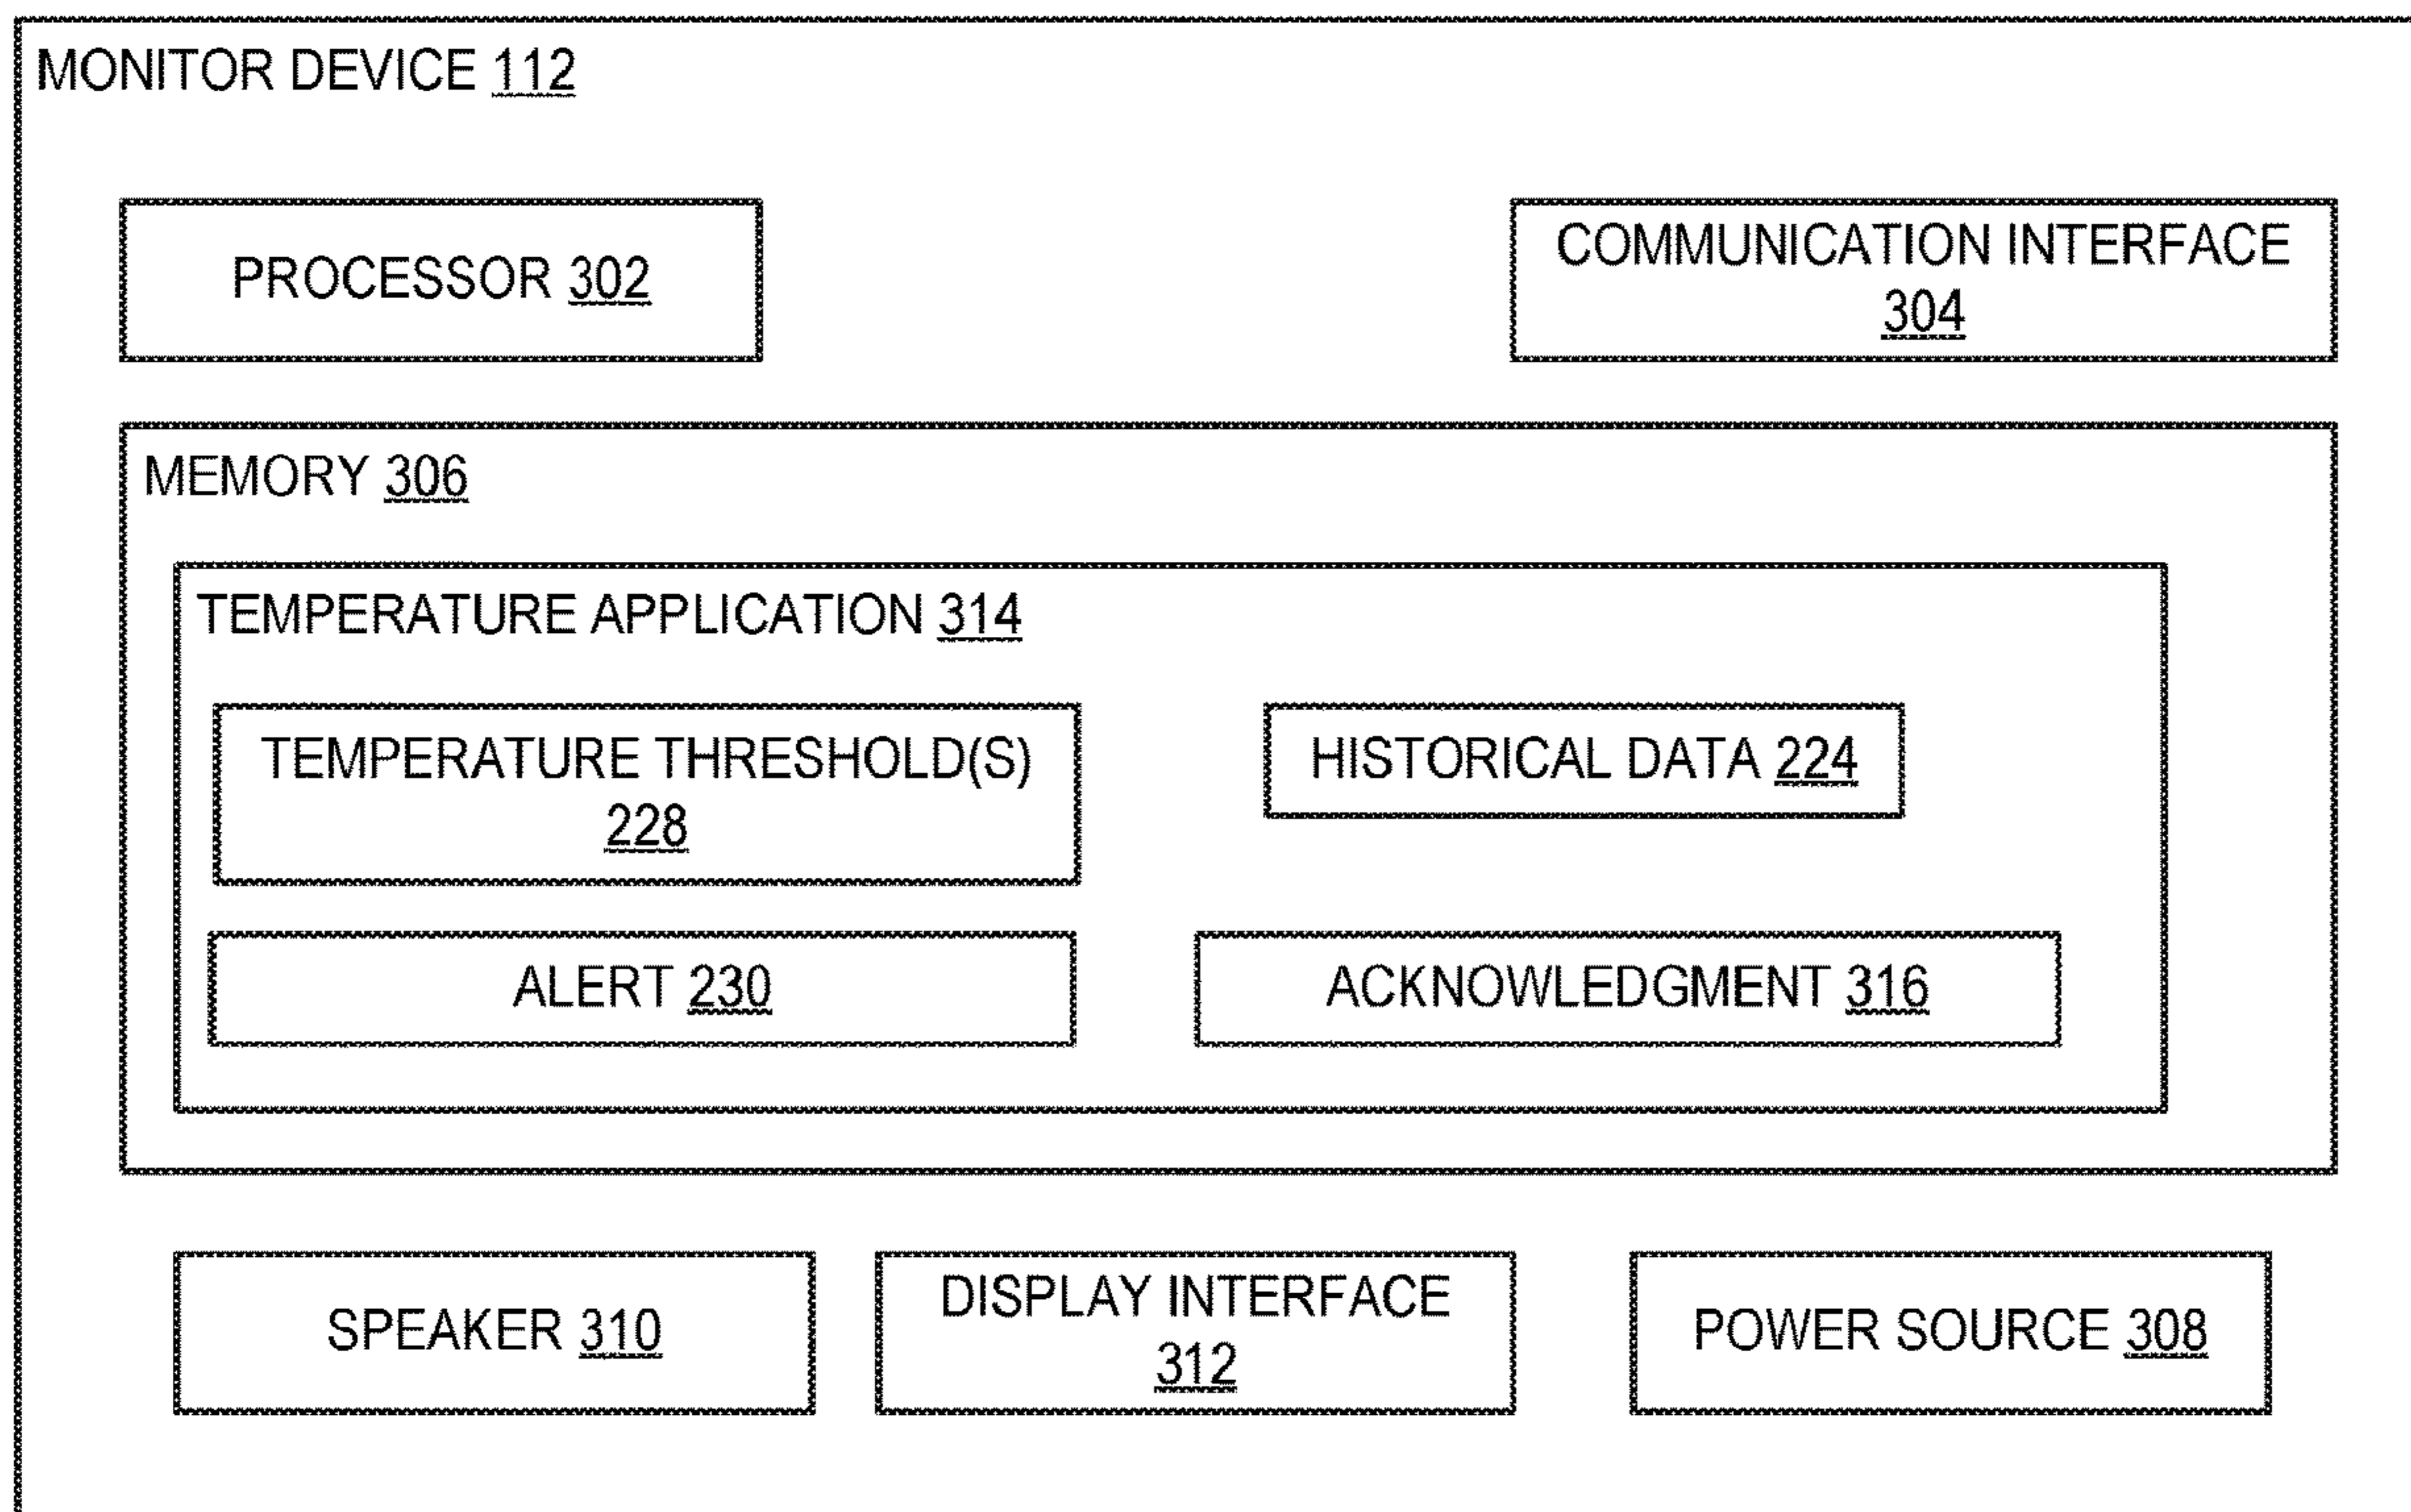 MONITOR DEVICE 112
PROCESSOR 302
COMMUNICATION INTERFACE
304
MEMORY 306
TEMPERATURE APPLICATION 314
TEMPERATURE THRESHOLD(S)
228
HISTORICAL DATA 224
ALERT 230
ACKNOWLEDGMENT 316
SPEAKER 310
DISPLAY INTERFACE
312
POWER SOURCE 308